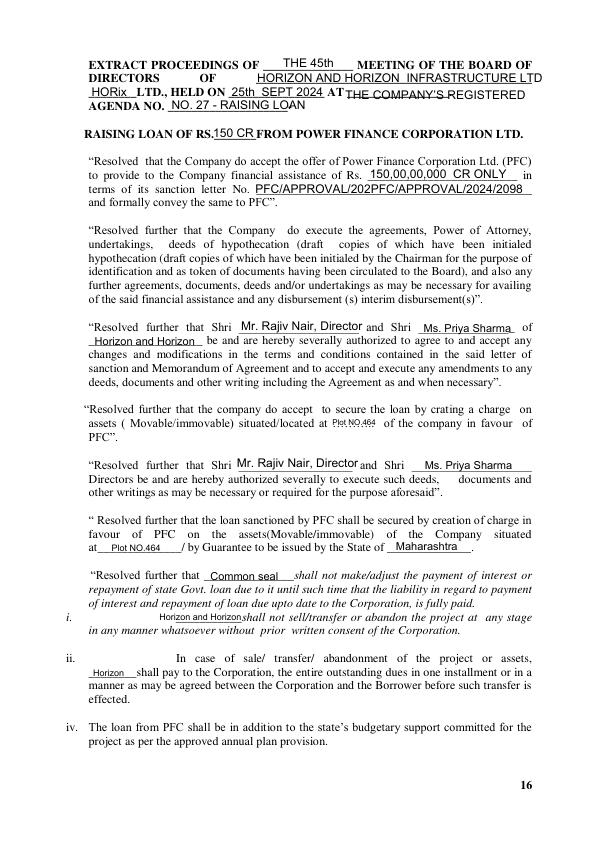 EXTRACT PROCEEDINGS OF THE 45th MEETING OF THE BOARD OF
DIRECTORS OF HORIZON AND HORIZON INFRASTRUCTURE LTD
HORix LTD., HELD ON 25th SEPT 2024 AT THE COMPANY'S REGISTERED
AGENDA NO. NO. 27 - RAISING LOAN
RAISING LOAN OF RS.150 CR FROM POWER FINANCE CORPORATION LTD.
“Resolved that the Company do accept the offer of Power Finance Corporation Ltd. (PFC)
to provide to the Company financial assistance of Rs. 150,00,00,000 CR ONLY in
terms of its sanction letter No. PFC/APPROVAL/202PFC/APPROVAL/2024/2098
and formally convey the same to PFC”.
“Resolved further that the Company do execute the agreements, Power of Attorney,
undertakings, deeds of hypothecation (draft copies of which have been initialed
hypothecation (draft copies of which have been initialed by the Chairman for the purpose of
identification and as token of documents having been circulated to the Board), and also any
further agreements, documents, deeds and/or undertakings as may be necessary for availing
of the said financial assistance and any disbursement (s) interim disbursement(s)”.
“Resolved further that Shri Mr. Rajiv Nair, Director and Shri Ms. Priya Sharma of
Horizon and Horizon be and are hereby severally authorized to agree to and accept any
changes and modifications in the terms and conditions contained in the said letter of
sanction and Memorandum of Agreement and to accept and execute any amendments to any
deeds, documents and other writing including the Agreement as and when necessary”.
“Resolved further that the company do accept to secure the loan by crating a charge on
assets ( Movable/immovable) situated/located at Plot NO.464 of the company in favour of
PFC”.
“Resolved further that Shri Mr. Rajiv Nair, Director and Shri Ms. Priya Sharma
Directors be and are hereby authorized severally to execute such deeds, documents and
other writings as may be necessary or required for the purpose aforesaid”.
“ Resolved further that the loan sanctioned by PFC shall be secured by creation of charge in
favour of PFC on the assets(Movable/immovable) of the Company situated
at Plot NO.464 / by Guarantee to be issued by the State of Maharashtra.
“Resolved further that Common seal shall not make/adjust the payment of interest or
repayment of state Govt. loan due to it until such time that the liability in regard to payment
of interest and repayment of loan due upto date to the Corporation, is fully paid.
i. Horizon and Horizon shall not sell/transfer or abandon the project at any stage
in any manner whatsoever without prior written consent of the Corporation.
ii. In case of sale/ transfer/ abandonment of the project or assets,
Horizon shall pay to the Corporation, the entire outstanding dues in one installment or in a
manner as may be agreed between the Corporation and the Borrower before such transfer is
effected.
iv. The loan from PFC shall be in addition to the state’s budgetary support committed for the
project as per the approved annual plan provision.
16